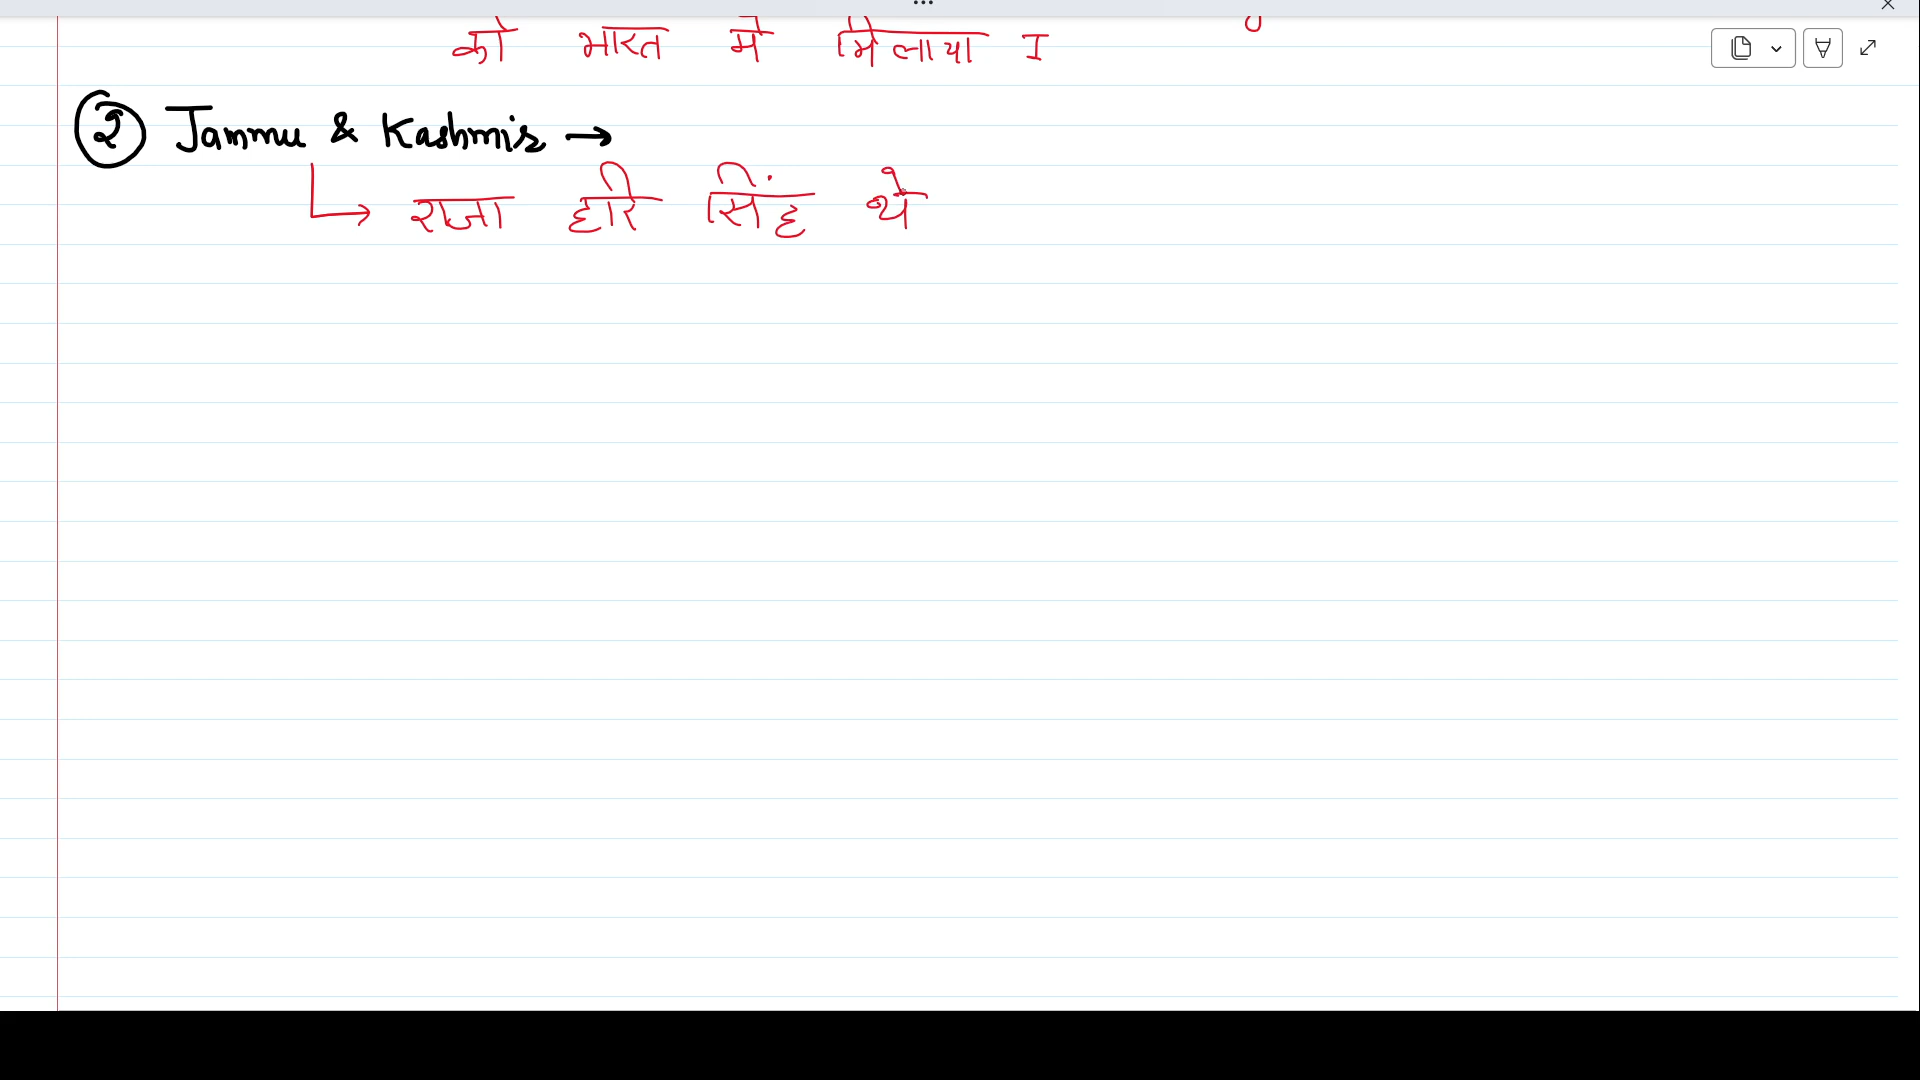 को भारत में मिलाया I
② Jammu & Kashmir →
↳ राजा हरि सिंह थे